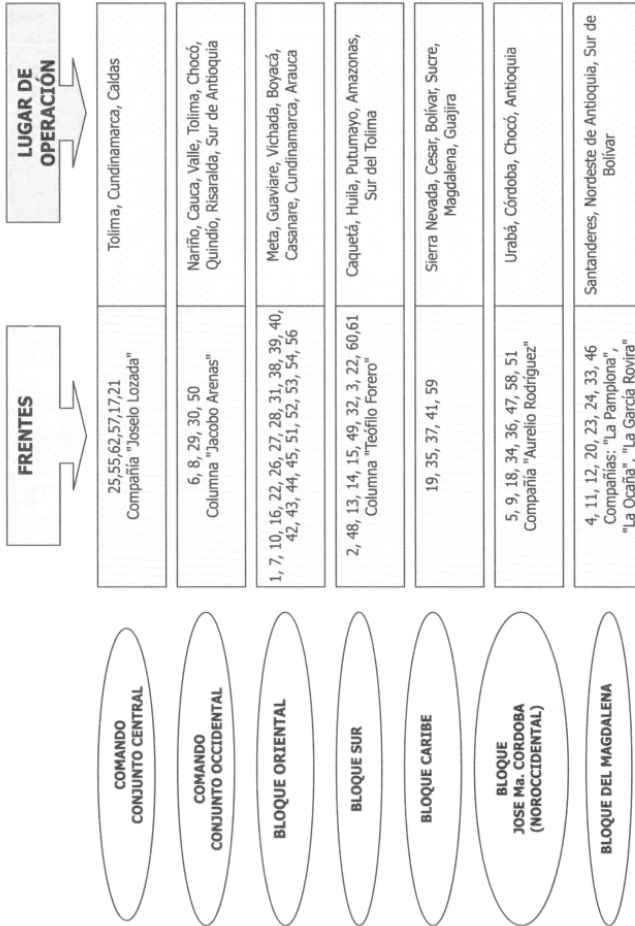 FRENTES
LUGAR DE
OPERACIÓN
COMANDO
CONJUNTO CENTRAL
25,55,62,57,17,21
Compañía "Joselo Lozada"
Tolima, Cundinamarca, Caldas
COMANDO
CONJUNTO OCCIDENTAL
6, 8, 29, 30, 50
Columna "Jacobo Arenas"
Nariño, Cauca, Valle, Tolima, Chocó,
Quindío, Risaralda, Sur de Antioquia
BLOQUE ORIENTAL
1, 7, 10, 16, 22, 26, 27, 28, 31, 38, 39, 40,
42, 43, 44, 45, 51, 52, 53, 54, 56
Meta, Guaviare, Vichada, Boyacá,
Casanare, Cundinamarca, Arauca
BLOQUE SUR
2, 48, 13, 14, 15, 49, 32, 3, 22, 60,61
Columna "Teófilo Forero"
Caquetá, Huila, Putumayo, Amazonas,
Sur del Tolima
BLOQUE CARIBE
19, 35, 37, 41, 59
Sierra Nevada, Cesar, Bolívar, Sucre,
Magdalena, Guajira
BLOQUE
JOSE Ma. CORDOBA
(NOROCCIDENTAL)
5, 9, 18, 34, 36, 47, 58, 51
Compañía "Aurelio Rodríguez"
Urabá, Córdoba, Chocó, Antioquia
BLOQUE DEL MAGDALENA
4, 11, 12, 20, 23, 24, 33, 46
Compañías: "La Pamplona",
"La Ocaña", "La García Rovira"
Santanderes, Nordeste de Antioquia, Sur de
Bolívar